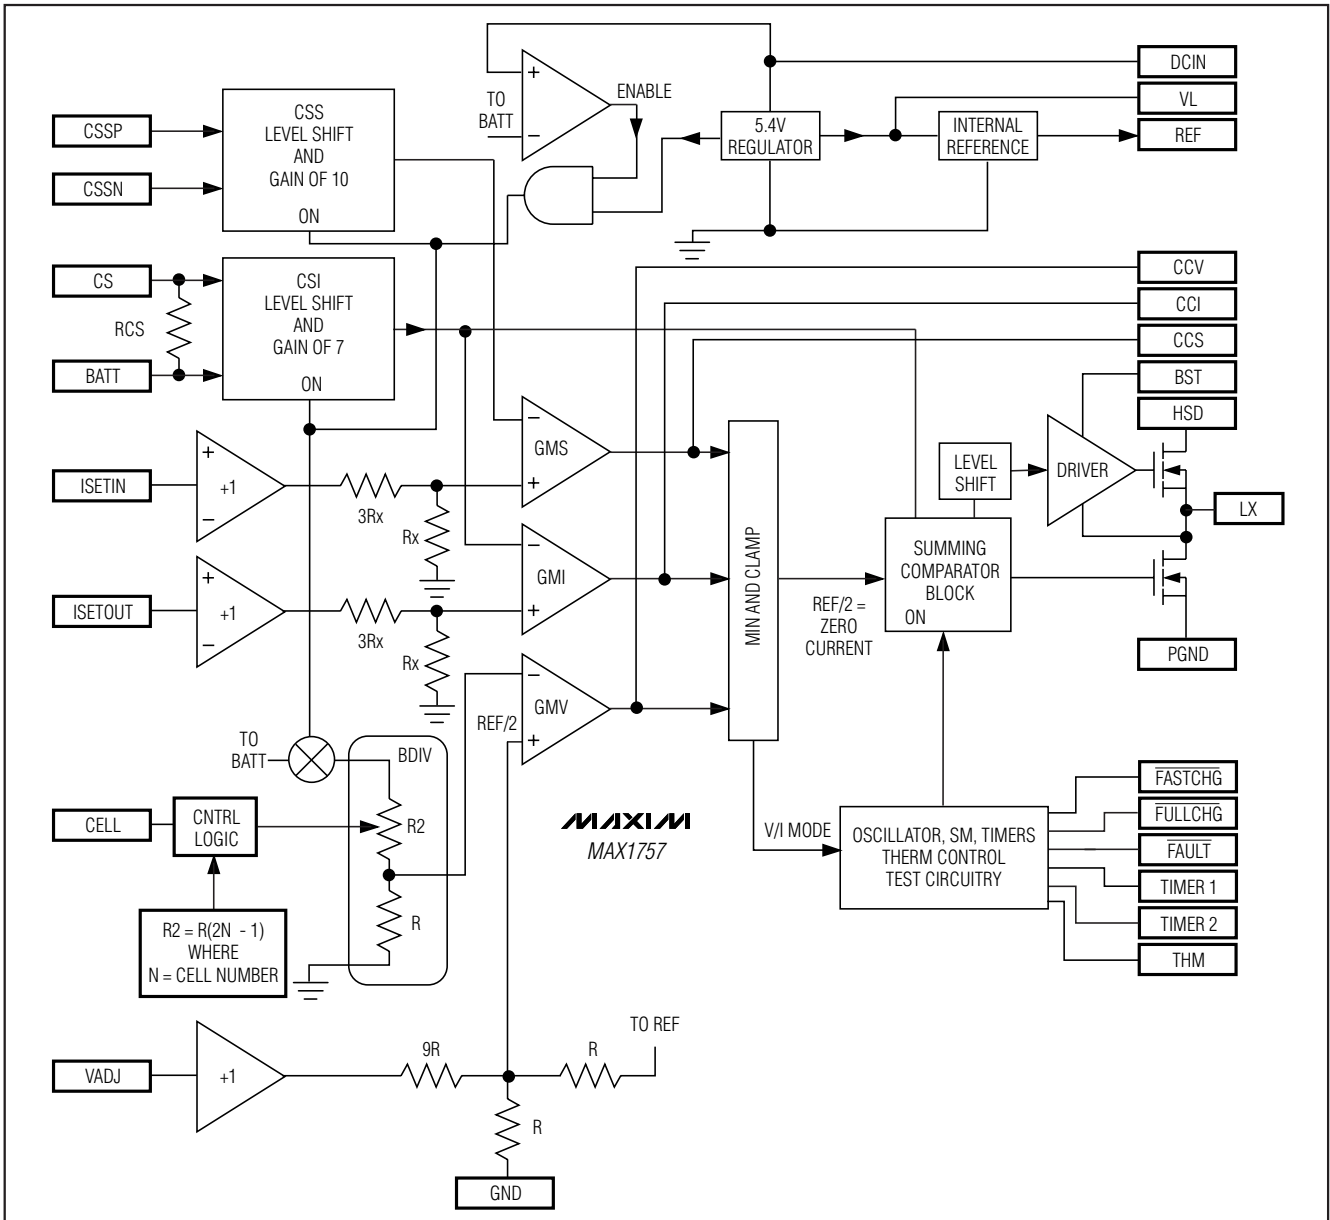 DCIN
VL
REF
TO
BATT
+
−
ENABLE
5.4V
REGULATOR
INTERNAL
REFERENCE
CSSP
CSSN
CSS
LEVEL SHIFT
AND
GAIN OF 10
ON
CS
RCS
BATT
CSI
LEVEL SHIFT
AND
GAIN OF 7
ON
CCV
CCI
CCS
BST
HSD
LX
PGND
ISETIN
+
+1
−
3Rx
Rx
−
GMS
+
ISETOUT
+
+1
−
3Rx
Rx
−
GMI
+
−
GMV
+
REF/2
MIN AND CLAMP
REF/2 =
ZERO
CURRENT
LEVEL
SHIFT
DRIVER
SUMMING
COMPARATOR
BLOCK
ON
TO
BATT
BDIV
R2
R
CELL
CNTRL
LOGIC
R2 = R(2N - 1)
WHERE
N = CELL NUMBER
MAXIM
MAX1757
V/I MODE
OSCILLATOR, SM, TIMERS
THERM CONTROL
TEST CIRCUITRY
FASTCHG
FULLCHG
FAULT
TIMER 1
TIMER 2
THM
VADJ
+1
9R
R
TO REF
R
GND